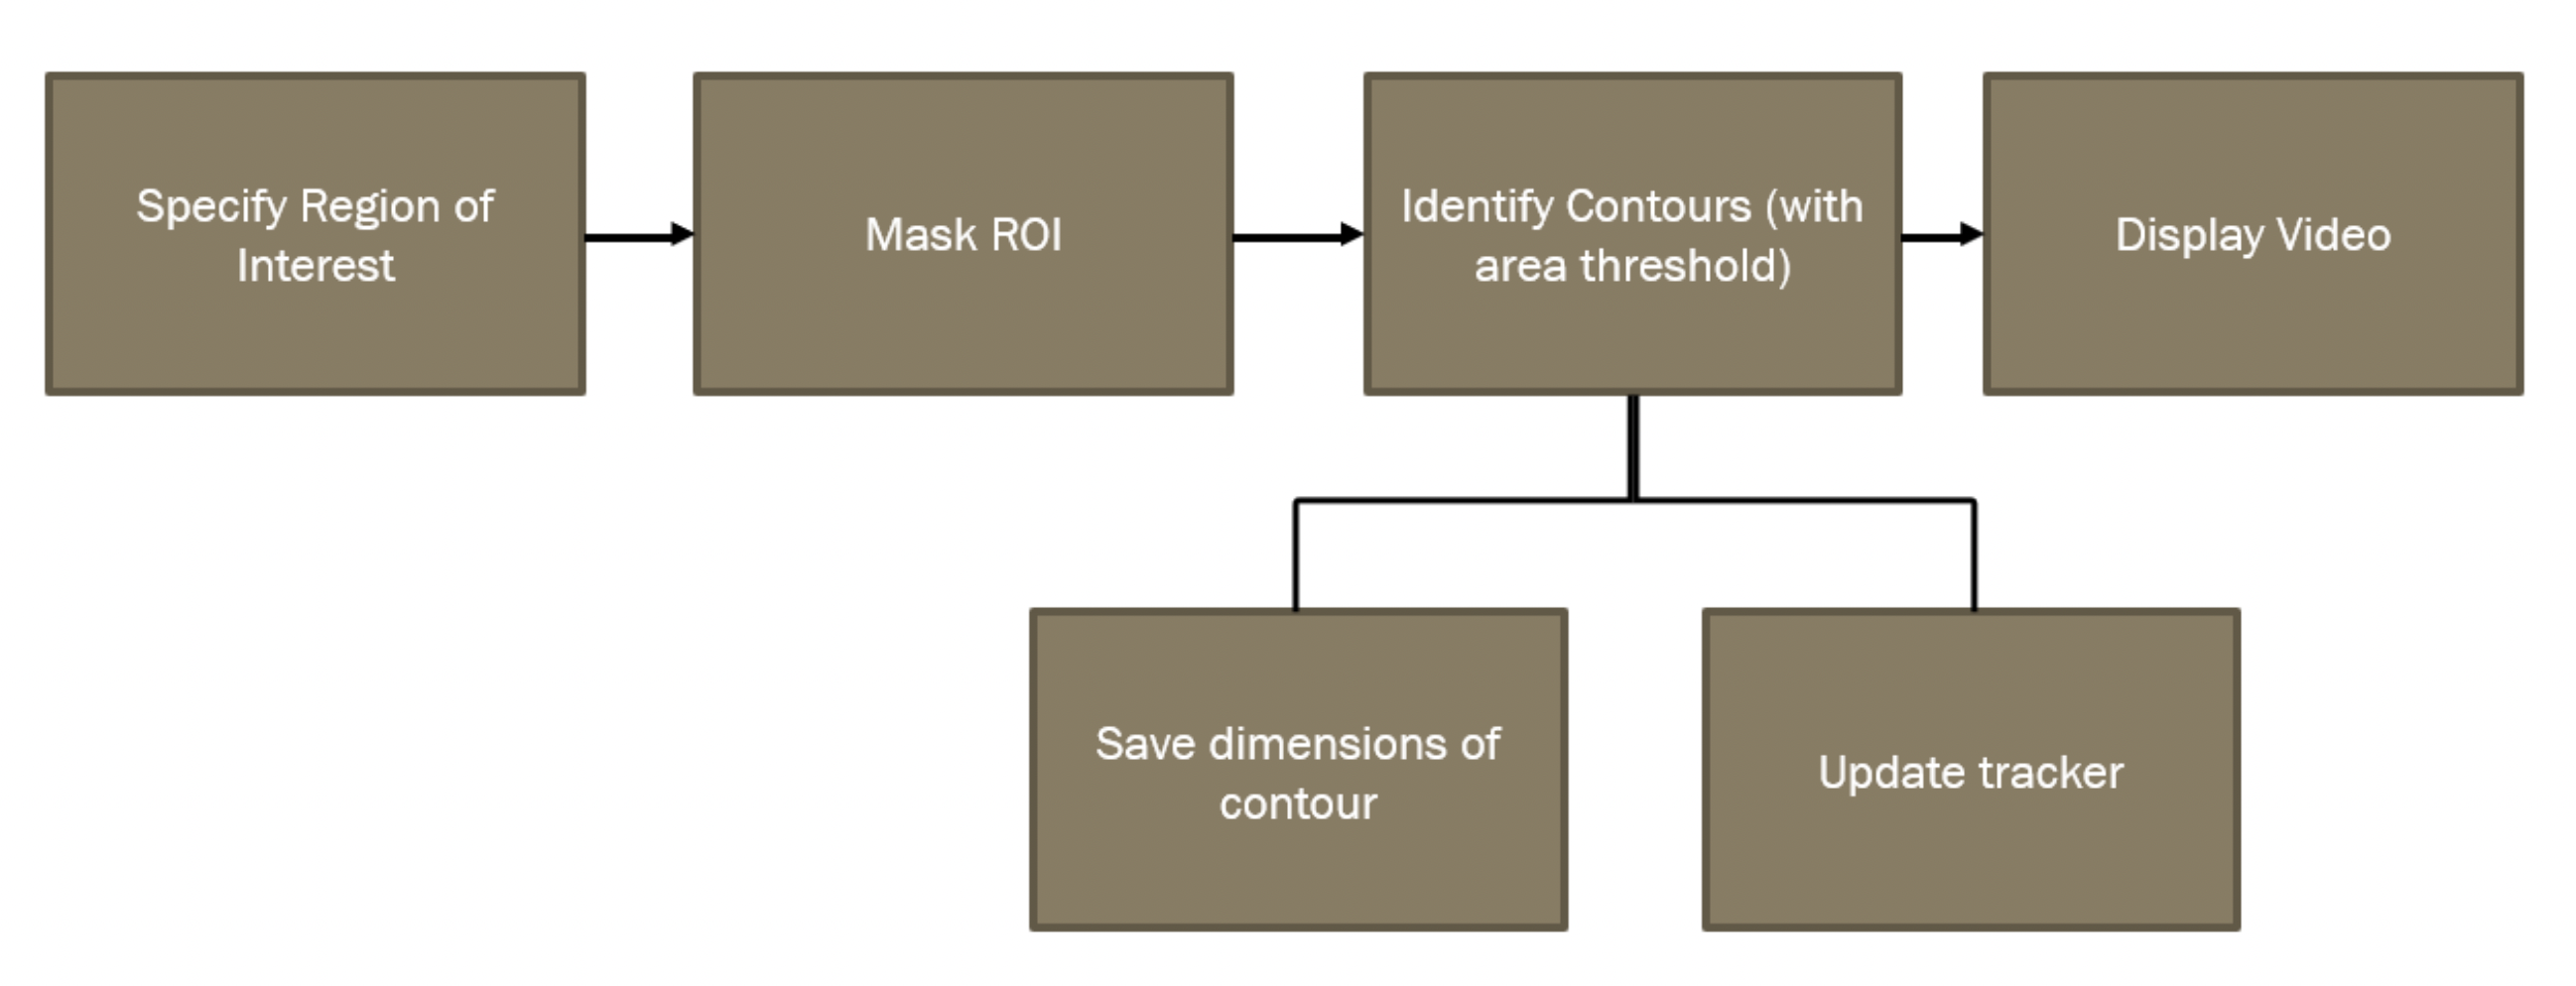 Specify Region of
Interest
Mask ROI
Identify Contours (with
area threshold)
Display Video
Save dimensions of
contour
Update tracker